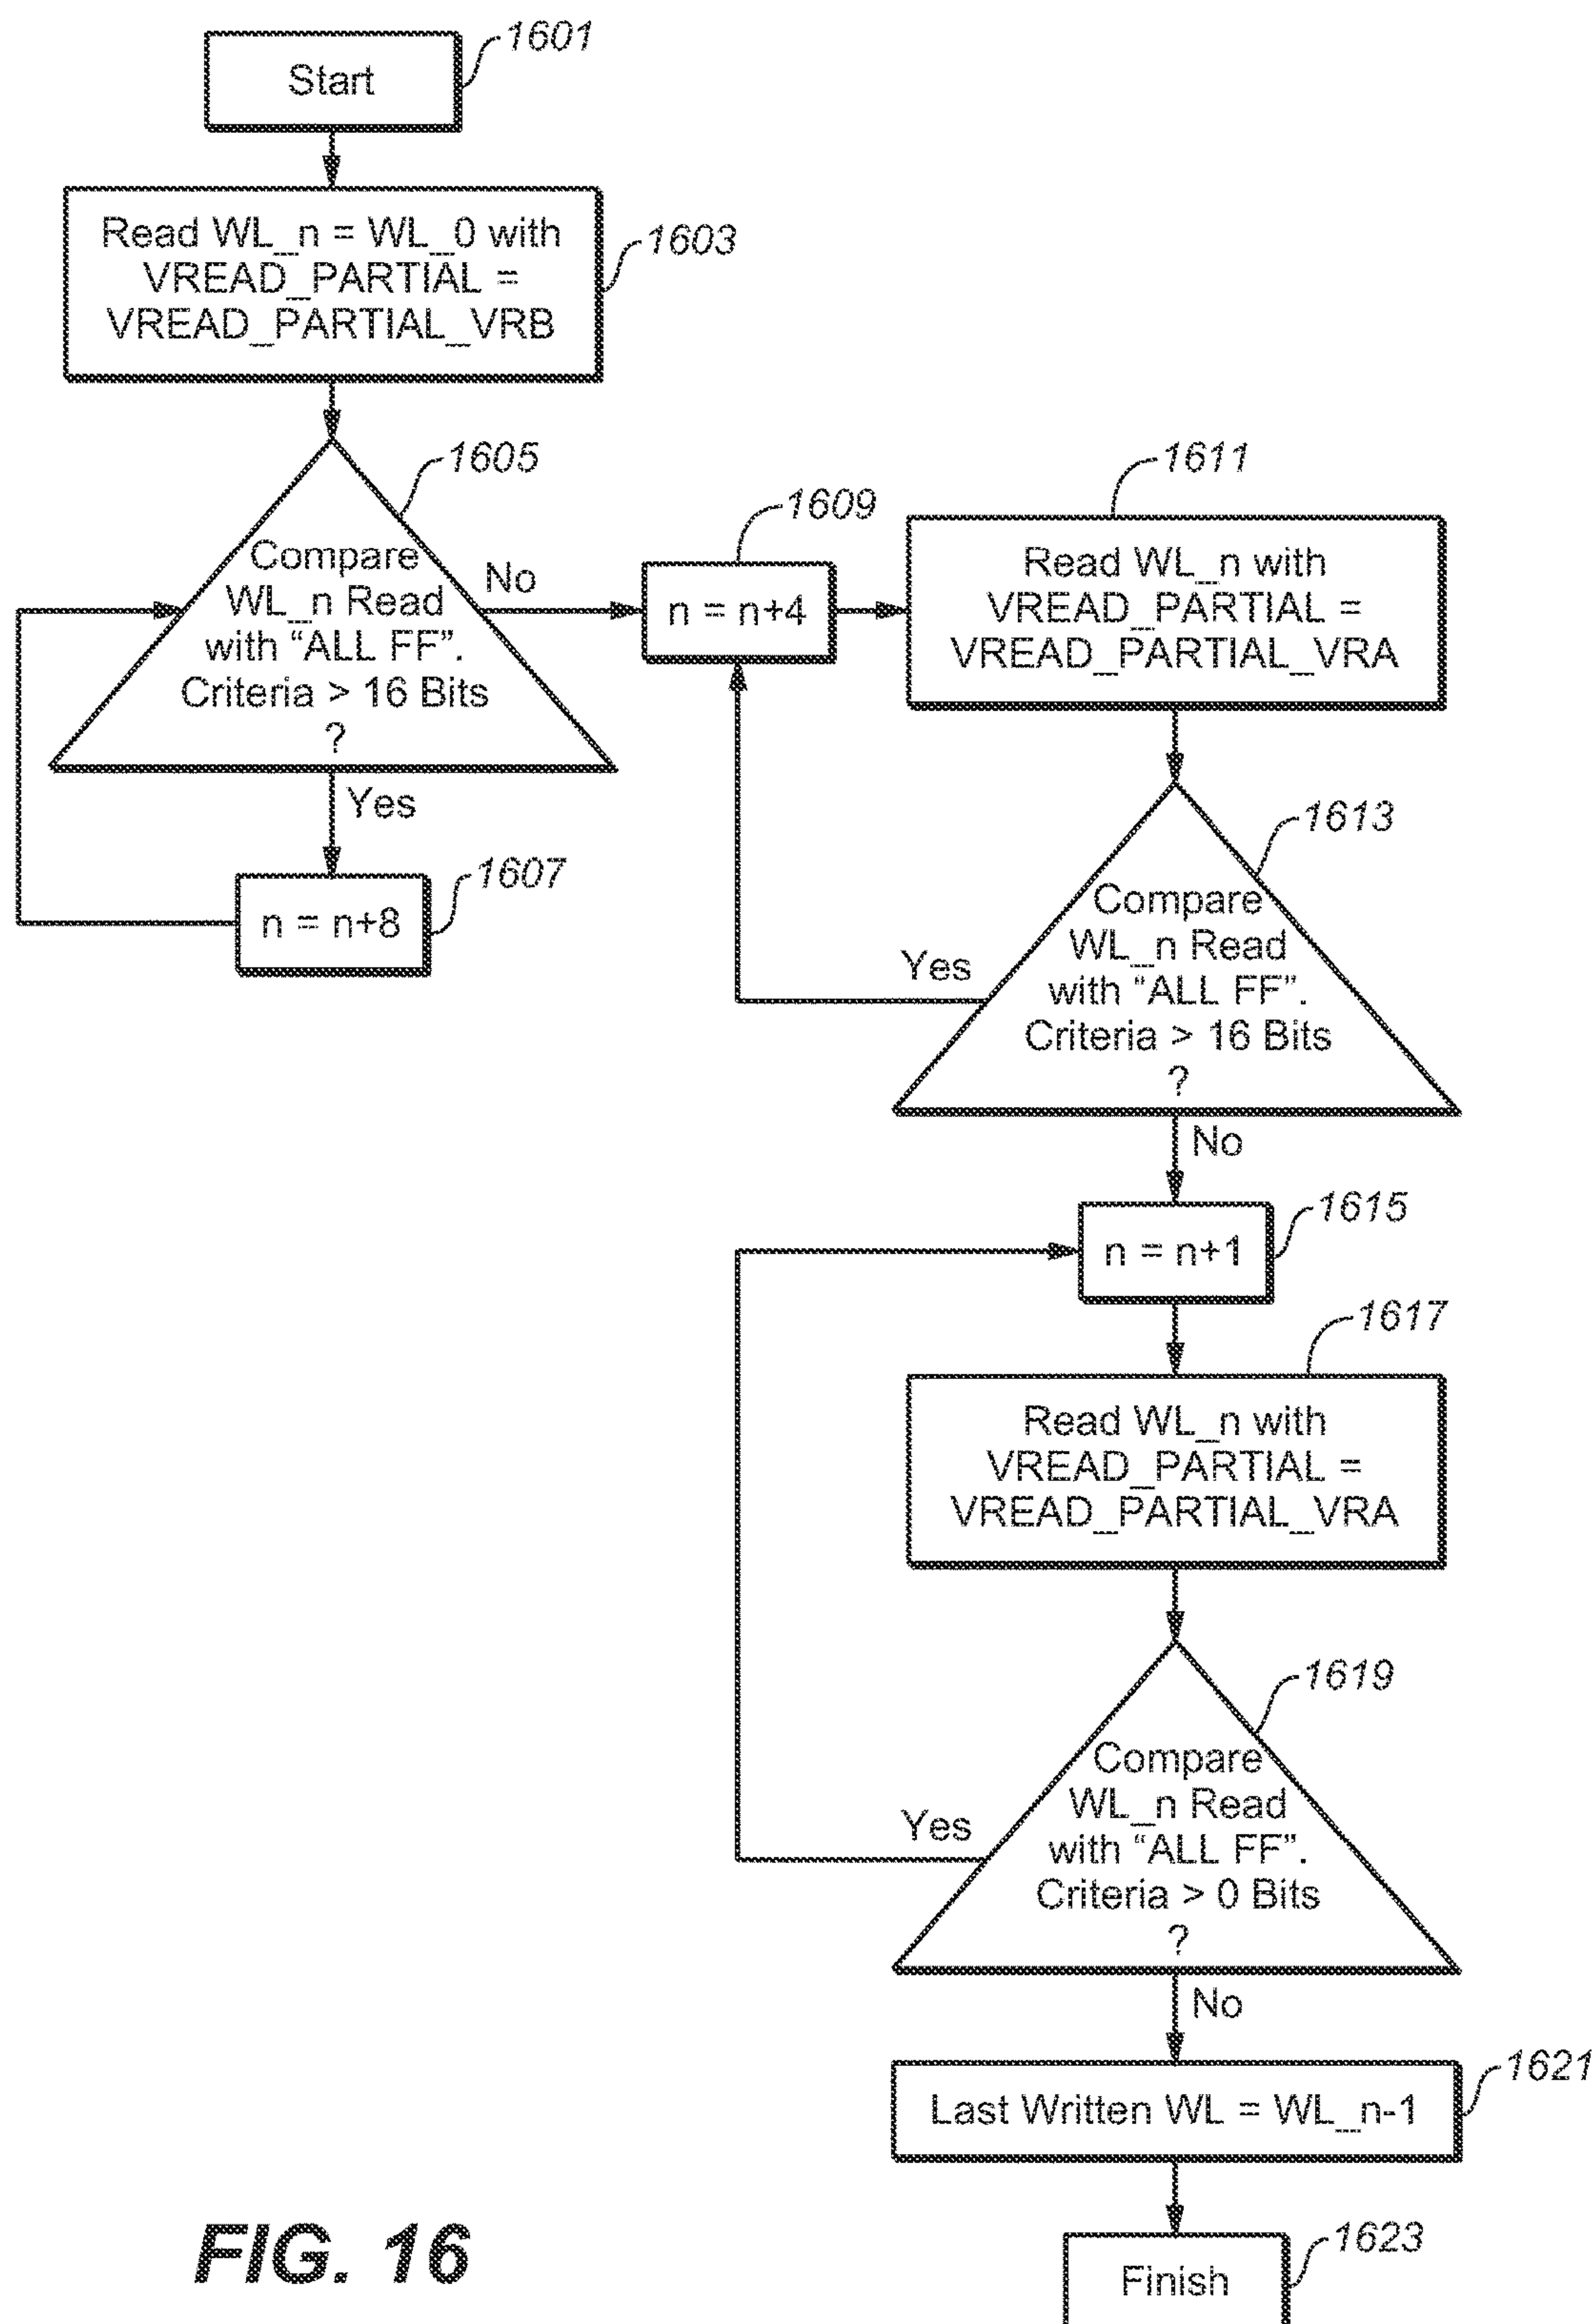 1601
Start
Read WL_n = WL_0 with
VREAD_PARTIAL =
VREAD_PARTIAL_VRB
1603
1605
Compare
WL_n Read
with “ALL FF”.
Criteria > 16 Bits
?
No
Yes
n = n+8
1607
1609
n = n+4
1611
Read WL_n with
VREAD_PARTIAL =
VREAD_PARTIAL_VRA
1613
Compare
WL_n Read
with “ALL FF”.
Criteria > 16 Bits
?
Yes
No
1615
n = n+1
1617
Read WL_n with
VREAD_PARTIAL =
VREAD_PARTIAL_VRA
1619
Compare
WL_n Read
with “ALL FF”.
Criteria > 0 Bits
?
Yes
No
1621
Last Written WL = WL_n-1
1623
Finish
FIG. 16